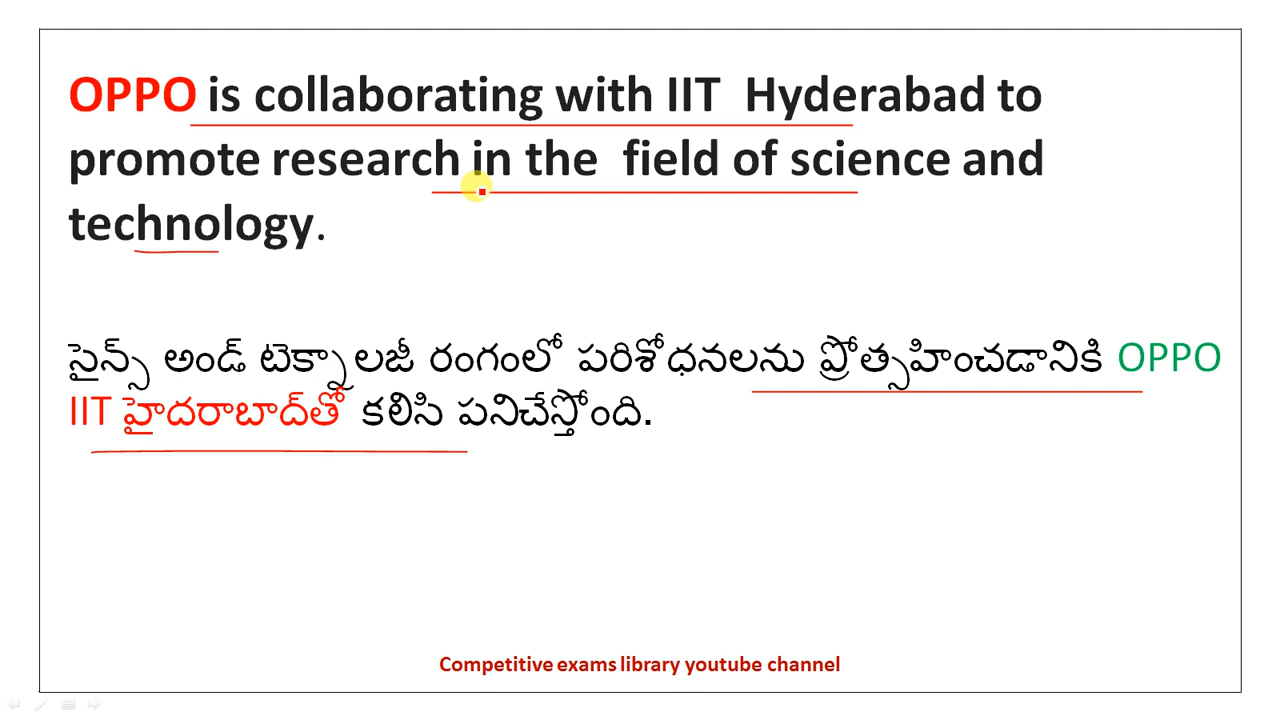 OPPO is collaborating with IIT Hyderabad to
promote research in the field of science and
technology.
సైన్స్ అండ్ టెక్నాలజీ రంగంలో పరిశోధనలను ప్రోత్సహించడానికి OPPO
IIT హైదరాబాద్‌తో కలిసి పనిచేస్తోంది.
Competitive exams library youtube channel